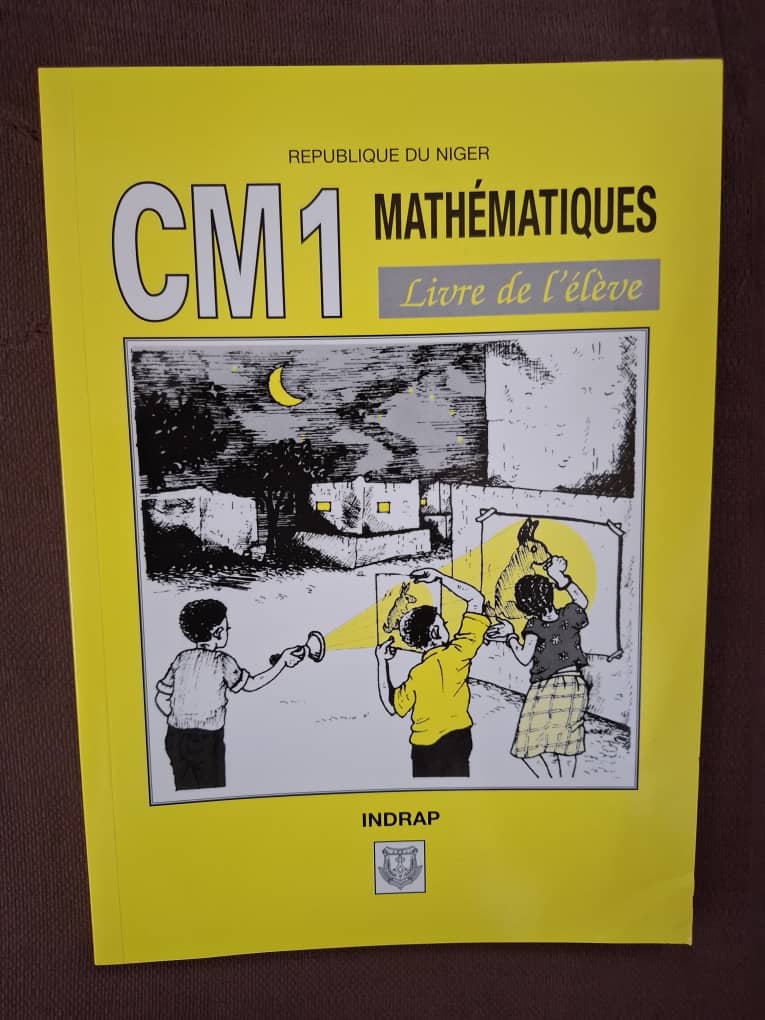 REPUBLIQUE DU NIGER
CM1
MATHÉMATIQUES
Livre de l'élève
INDRAP